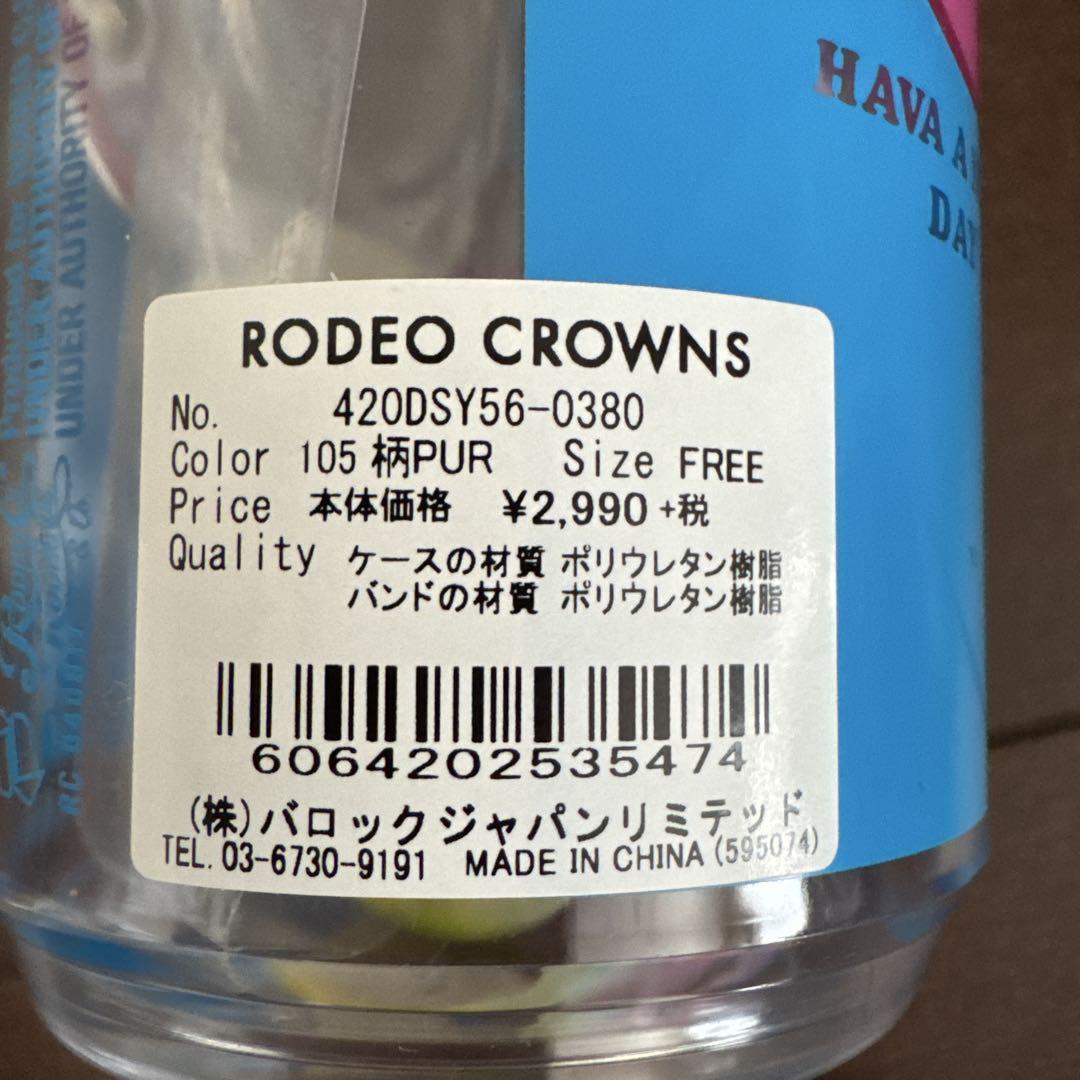 HAVA A
DAY
UNDER AUTHORITY OF
UNDER AUTHORITY OF
RODEO CROWNS
No. 420DSY56-0380
Color 105 柄PUR Size FREE
Price 本体価格 ¥2,990 +税
Quality ケースの材質 ポリウレタン樹脂
バンドの材質 ポリウレタン樹脂
6064202535474
(株)バロックジャパンリミテッド
TEL. 03-6730-9191 MADE IN CHINA (595074)